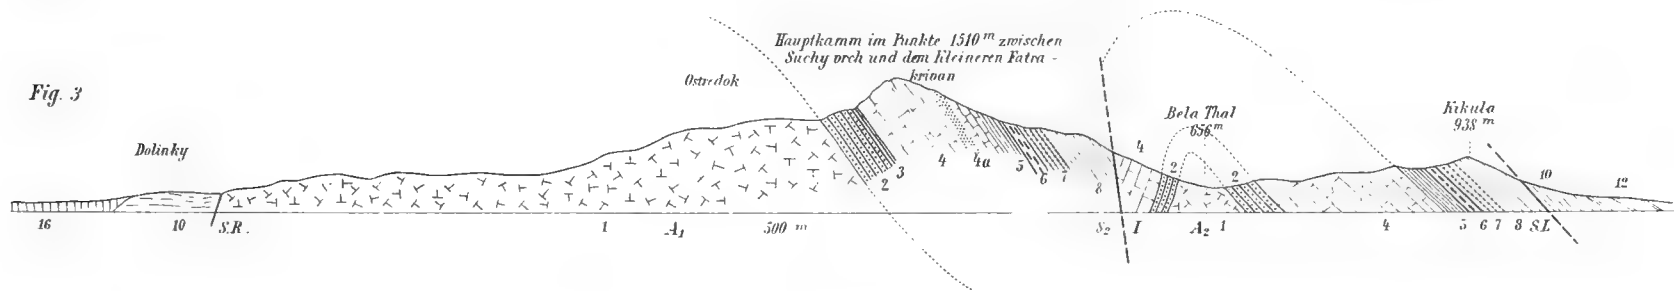 Hauptkamm im Punkte 1510 m zwischen
Suchy vrch und dem Kleineren Fatra-
krivan
Ostredok
Fig. 3
Kikula
938 m
Bela Thal
656 m
Dolinky
4 2 2 10 12
3 4 4a 5 6 7 8
2
16 10 S.R. 1 A1 500 m S2 I A2 1 4 5 6 7 8 S.I.